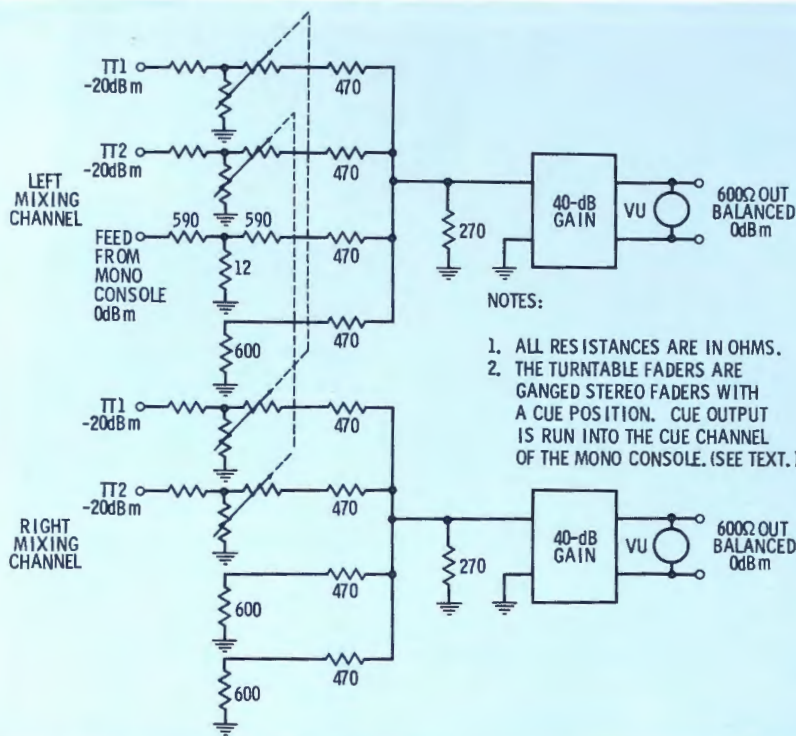 TT1
-20dBm
470
TT2
-20dBm
470
LEFT
MIXING
CHANNEL
590
590
FEED
FROM
MONO
CONSOLE
0dBm
12
470
600
470
270
40-dB
GAIN
VU
600Ω OUT
BALANCED
0dBm
NOTES:
1. ALL RESISTANCES ARE IN OHMS.
2. THE TURNTABLE FADERS ARE
GANGED STEREO FADERS WITH
A CUE POSITION. CUE OUTPUT
IS RUN INTO THE CUE CHANNEL
OF THE MONO CONSOLE. (SEE TEXT.)
TT1
-20dBm
470
TT2
-20dBm
470
RIGHT
MIXING
CHANNEL
600
470
600
470
270
40-dB
GAIN
VU
600Ω OUT
BALANCED
0dBm